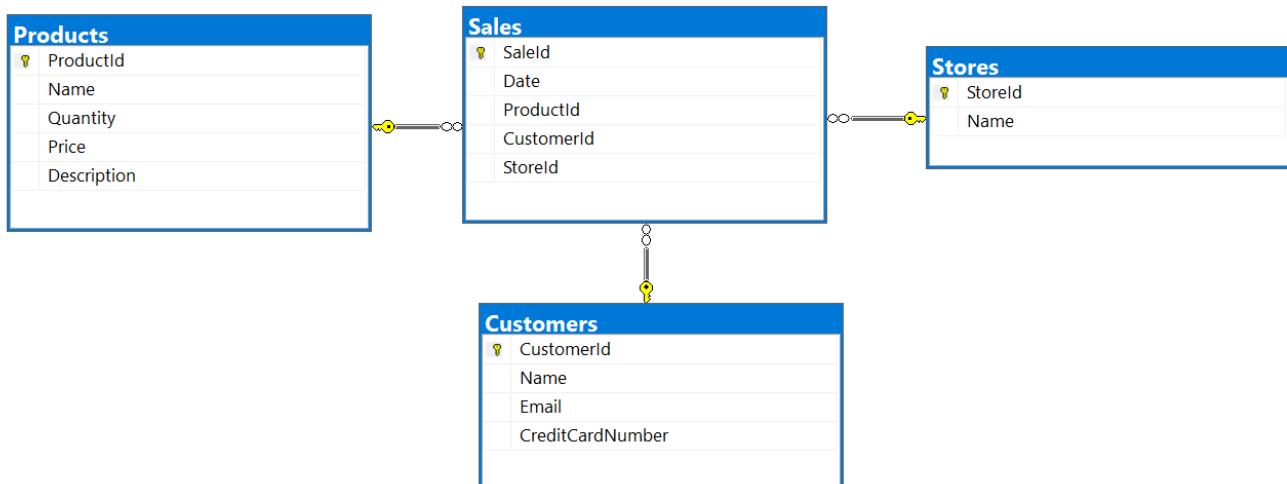 Products
ProductId
Name
Quantity
Price
Description
Sales
SaleId
Date
ProductId
CustomerId
StoreId
Stores
StoreId
Name
Customers
CustomerId
Name
Email
CreditCardNumber